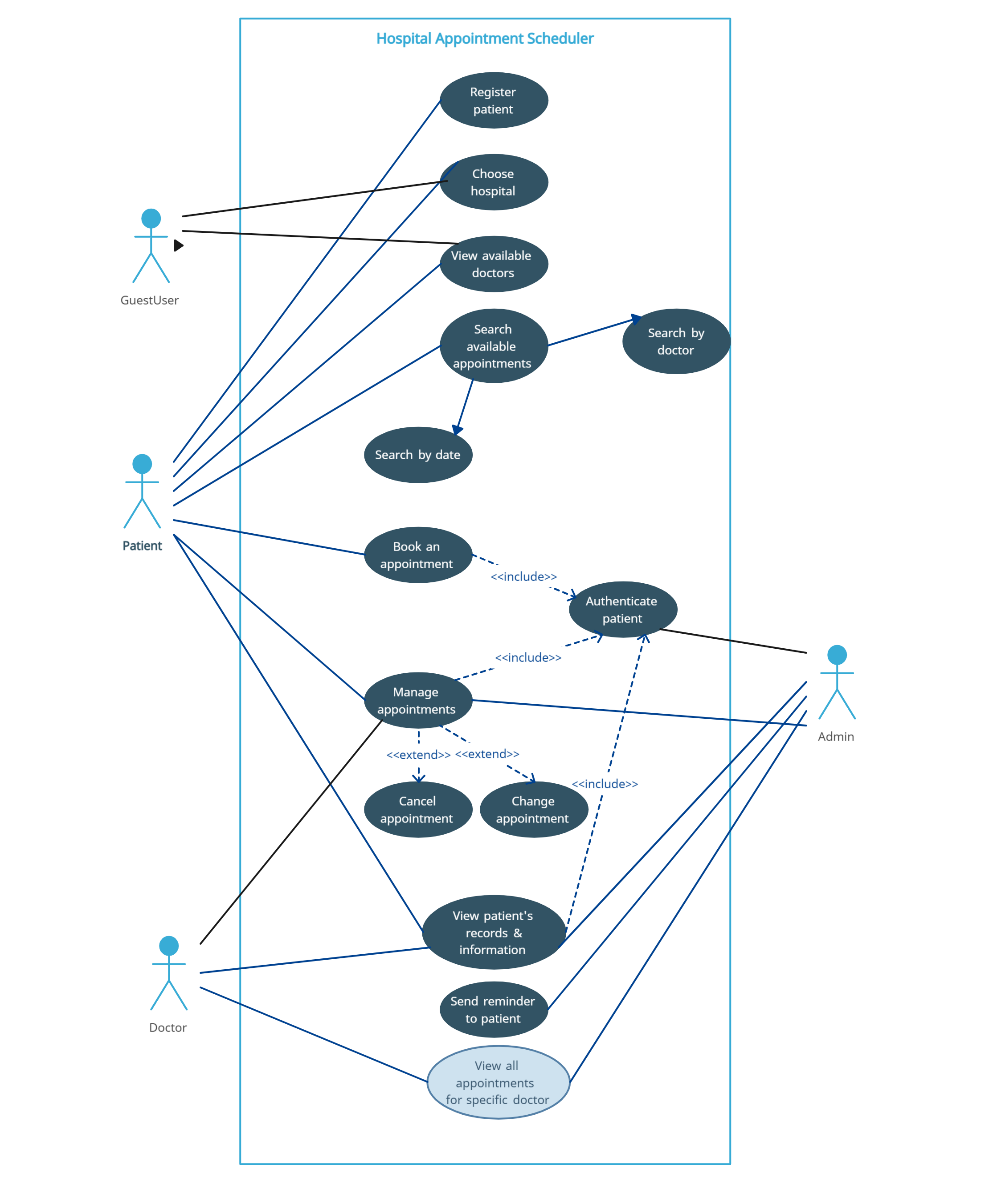 Hospital Appointment Scheduler
Register
patient
Choose
hospital
GuestUser
View available
doctors
Search
available
appointments
Search by
doctor
Search by date
Patient
Book an
appointment
<<include>>
Authenticate
patient
<<include>>
Manage
appointments
Admin
<<extend>>
<<extend>>
<<include>>
Cancel
appointment
Change
appointment
View patient's
records &
information
Doctor
Send reminder
to patient
View all
appointments
for specific doctor